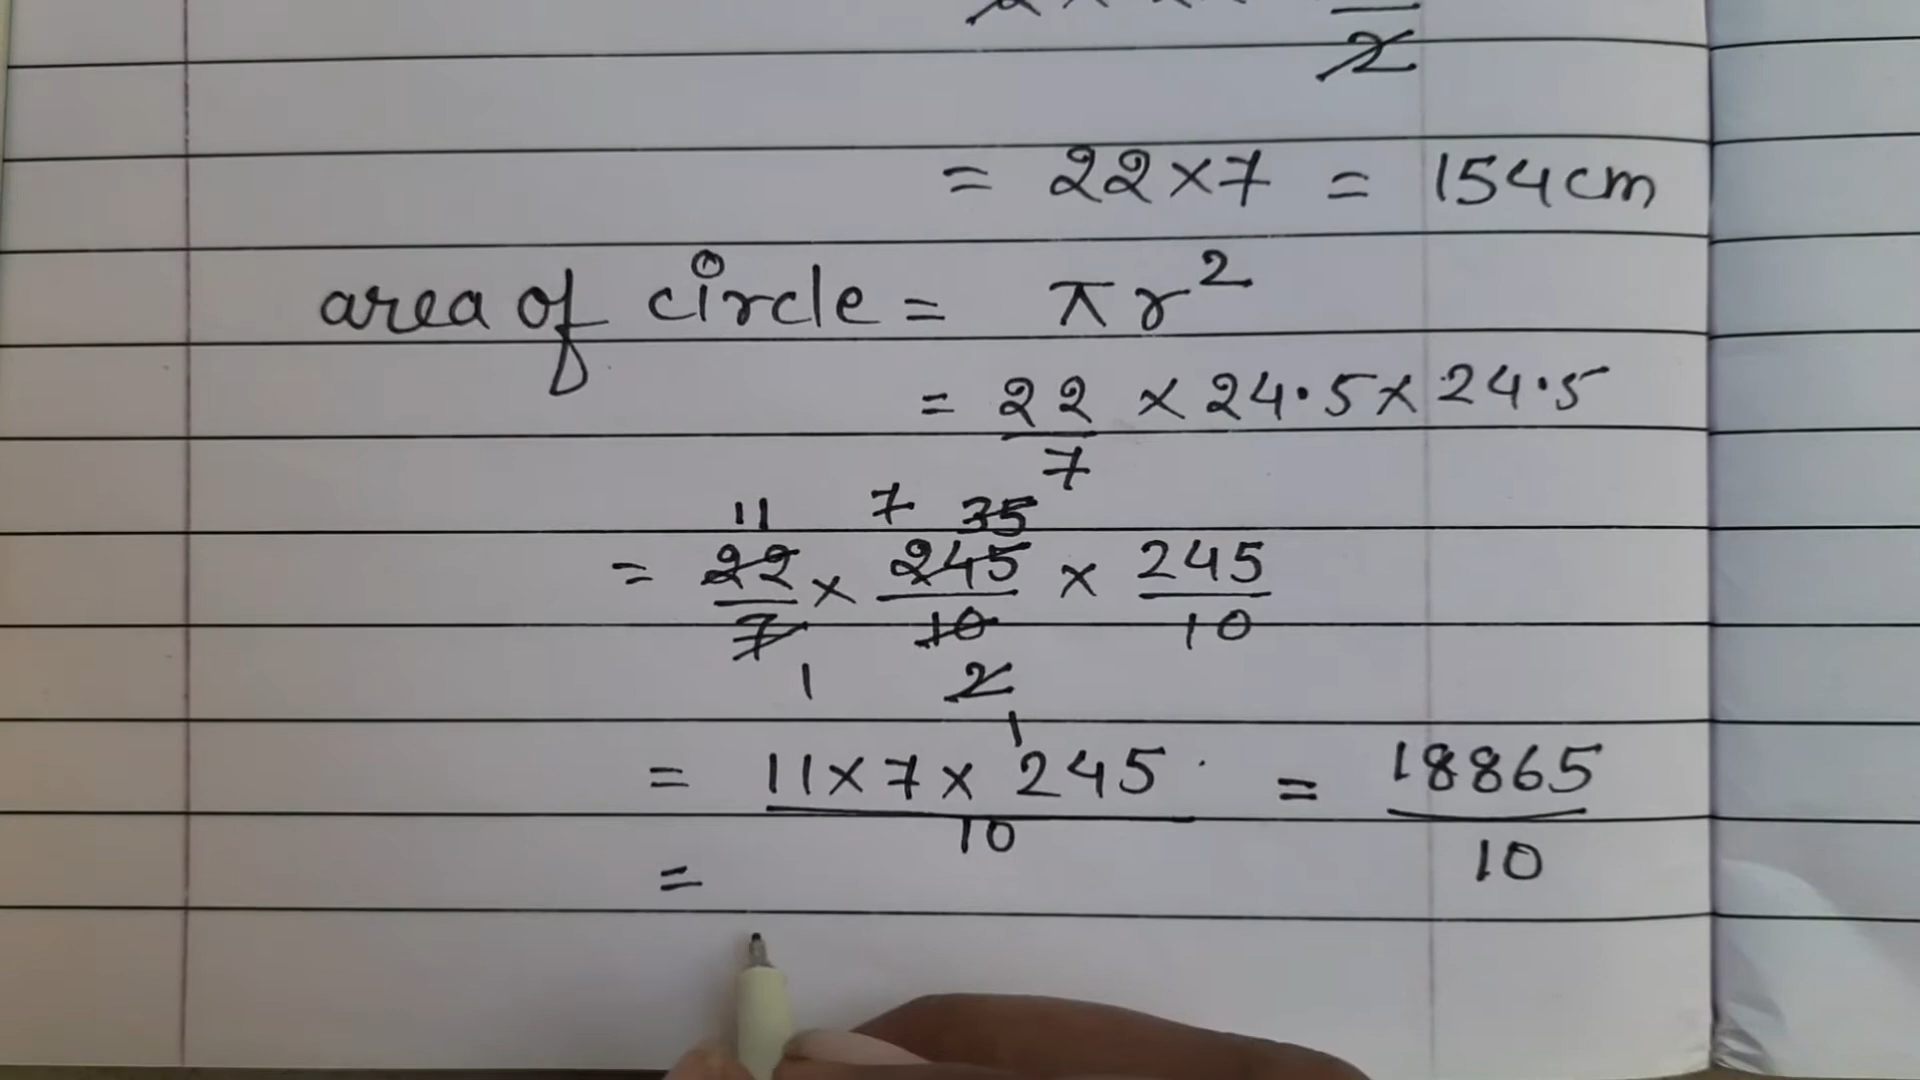 2
= 22×7 = 154cm
area of circle = πr²
= 22/7 × 24.5 × 24.5
11 7 35
= 22/7 × 245/10 × 245/10
1 2
1
= 11×7×245/10 = 18865/10
=